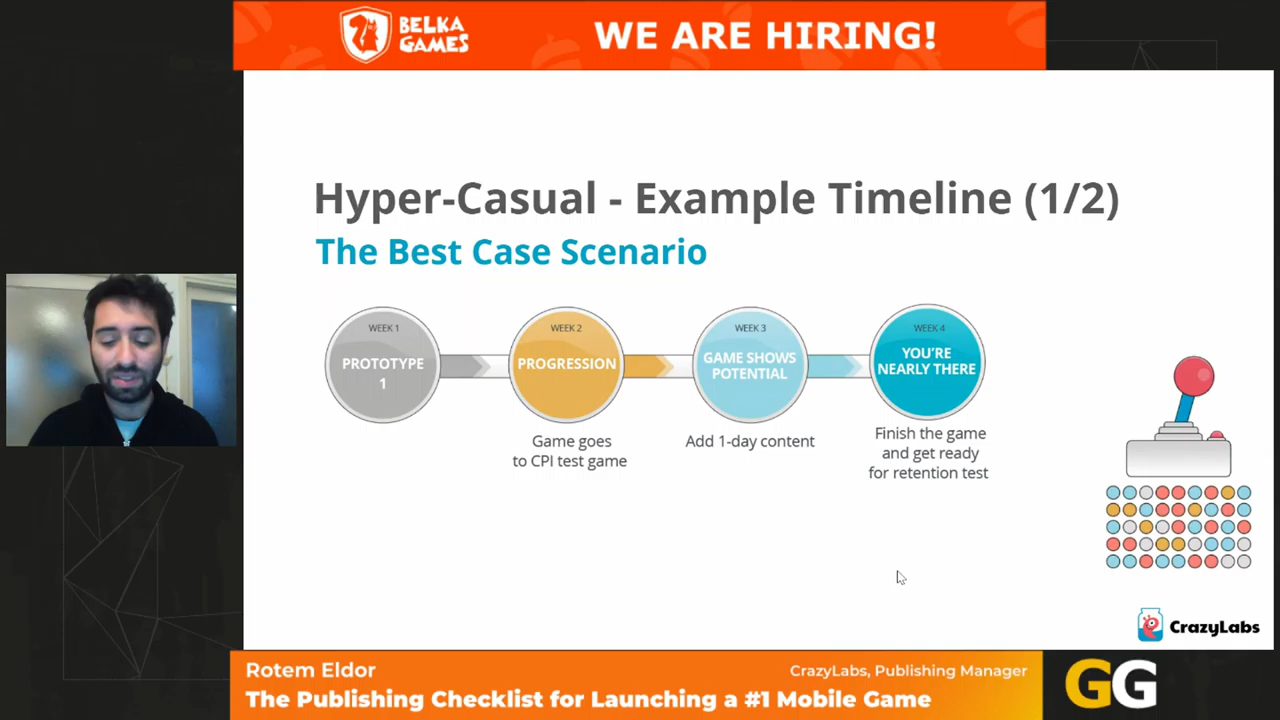 BELKA
GAMES
WE ARE HIRING!
Hyper-Casual - Example Timeline (1/2)
The Best Case Scenario
WEEK 1
PROTOTYPE
1
WEEK 2
PROGRESSION
Game goes
to CPI test game
WEEK 3
GAME SHOWS
POTENTIAL
Add 1-day content
WEEK 4
YOU'RE
NEARLY THERE
Finish the game
and get ready
for retention test
CrazyLabs
Rotem Eldor
CrazyLabs, Publishing Manager
The Publishing Checklist for Launching a #1 Mobile Game
GG